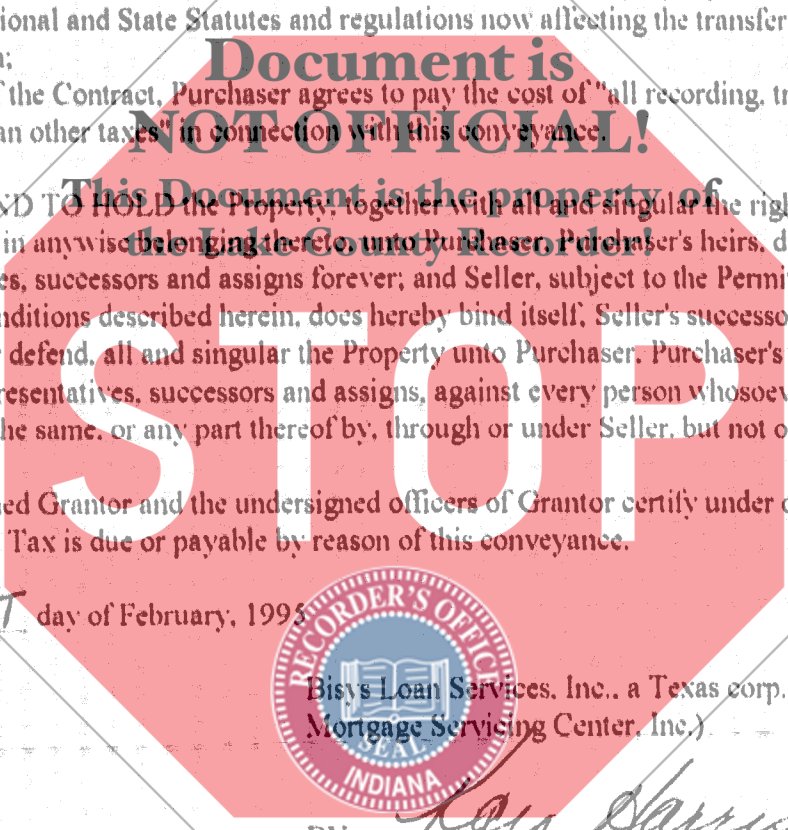 ional and State Statutes and regulations now affecting the transfer
n;
Document is
f the Contract, Purchaser agrees to pay the cost of "all recording, tr
an other taxes" in connection with this conveyance.
NOT OFFICIAL!
This Document is the property of
ND TO HOLD the Property, together with all and singular the righ
in anywise belonging thereto, unto Purchaser, Purchaser's heirs, d
the Lake County Recorder!
es, successors and assigns forever; and Seller, subject to the Permi
nditions described herein, does hereby bind itself, Seller's successo
r defend, all and singular the Property unto Purchaser, Purchaser's
resentatives, successors and assigns, against every person whosoev
he same, or any part thereof by, through or under Seller, but not o
STOP
ed Grantor and the undersigned officers of Grantor certify under o
Tax is due or payable by reason of this conveyance.
T day of February, 1995
RECORDER'S OFFICE
SEAL
INDIANA
Bisys Loan Services, Inc., a Texas corp.
Mortgage Servicing Center, Inc.)